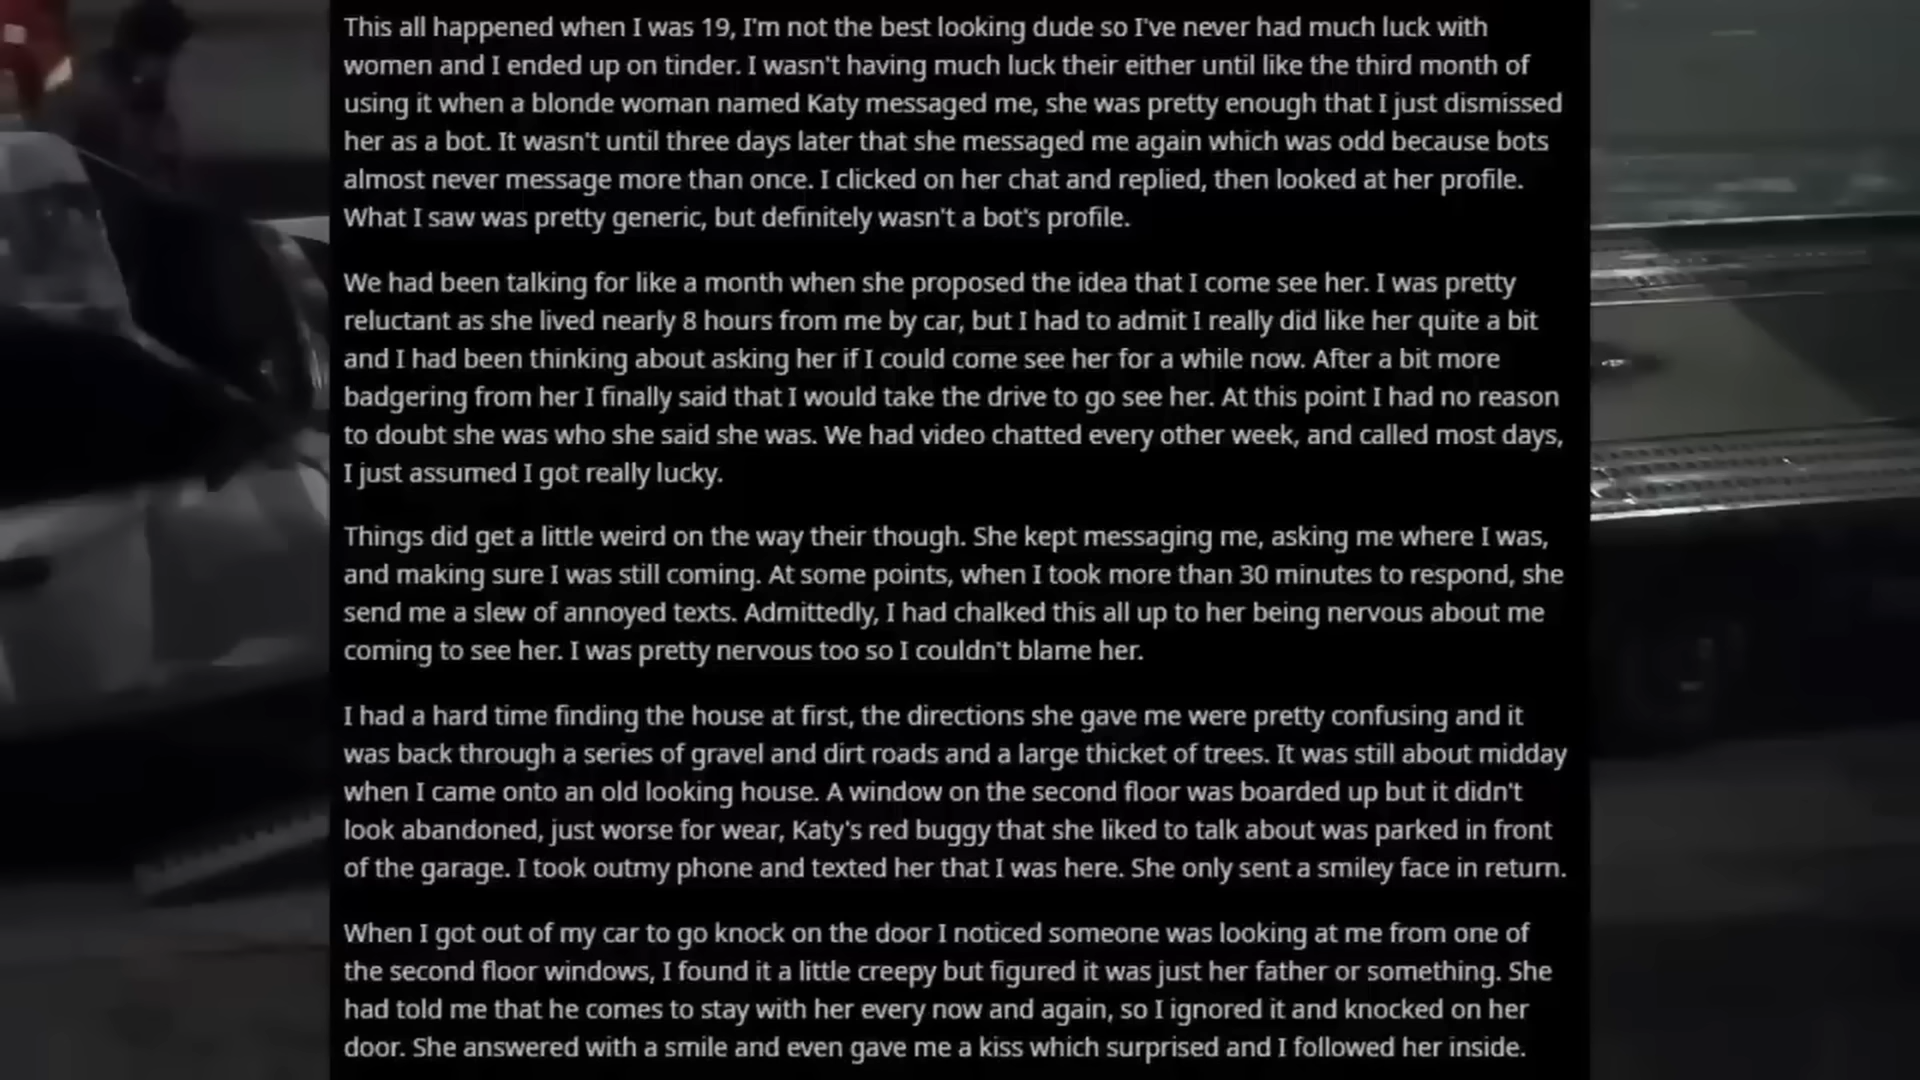 This all happened when I was 19, I'm not the best looking dude so I've never had much luck with
women and I ended up on tinder. I wasn't having much luck their either until like the third month of
using it when a blonde woman named Katy messaged me, she was pretty enough that I just dismissed
her as a bot. It wasn't until three days later that she messaged me again which was odd because bots
almost never message more than once. I clicked on her chat and replied, then looked at her profile.
What I saw was pretty generic, but definitely wasn't a bot's profile.
We had been talking for like a month when she proposed the idea that I come see her. I was pretty
reluctant as she lived nearly 8 hours from me by car, but I had to admit I really did like her quite a bit
and I had been thinking about asking her if I could come see her for a while now. After a bit more
badgering from her I finally said that I would take the drive to go see her. At this point I had no reason
to doubt she was who she said she was. We had video chatted every other week, and called most days,
I just assumed I got really lucky.
Things did get a little weird on the way their though. She kept messaging me, asking me where I was,
and making sure I was still coming. At some points, when I took more than 30 minutes to respond, she
send me a slew of annoyed texts. Admittedly, I had chalked this all up to her being nervous about me
coming to see her. I was pretty nervous too so I couldn't blame her.
I had a hard time finding the house at first, the directions she gave me were pretty confusing and it
was back through a series of gravel and dirt roads and a large thicket of trees. It was still about midday
when I came onto an old looking house. A window on the second floor was boarded up but it didn't
look abandoned, just worse for wear, Katy's red buggy that she liked to talk about was parked in front
of the garage. I took outmy phone and texted her that I was here. She only sent a smiley face in return.
When I got out of my car to go knock on the door I noticed someone was looking at me from one of
the second floor windows, I found it a little creepy but figured it was just her father or something. She
had told me that he comes to stay with her every now and again, so I ignored it and knocked on her
door. She answered with a smile and even gave me a kiss which surprised and I followed her inside.